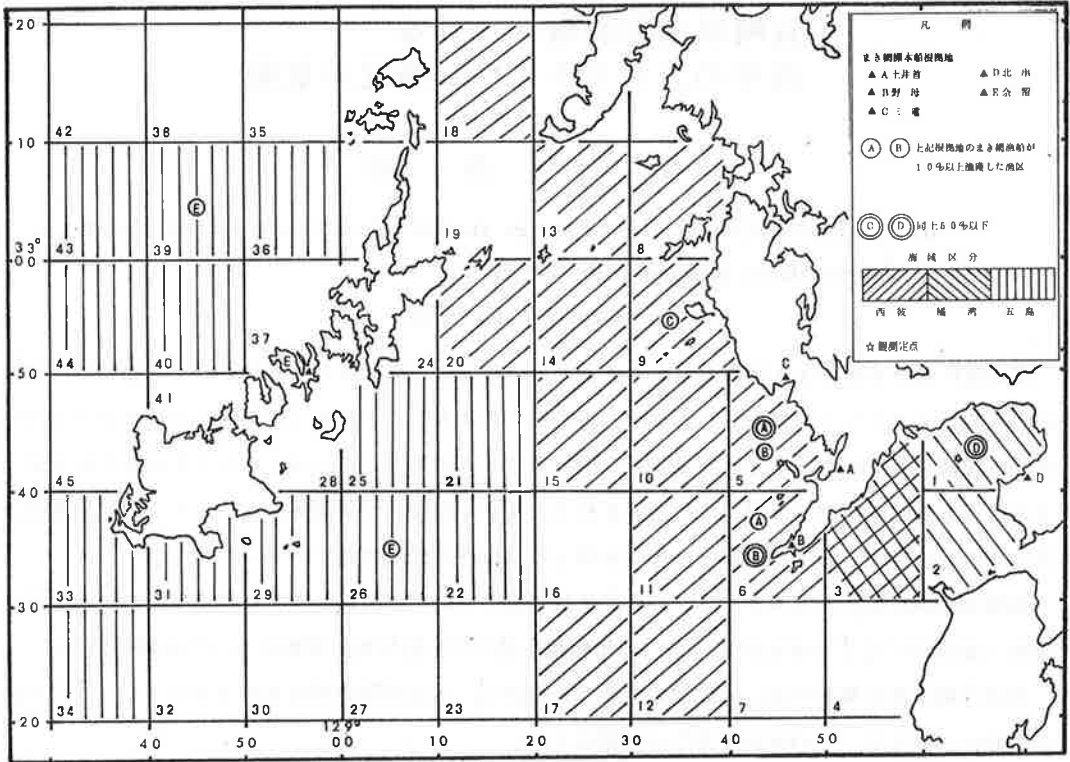 凡 例
まき網操本船根拠地
▲ A 土井首 ▲ D 北 串
▲ B 野 母 ▲ E
▲ C 三 重
Ⓐ Ⓑ 上記根拠地のまき網漁船が
10%以上漁獲した漁区
Ⓒ Ⓓ 同上50%以下
海 域 区 分
西 彼 橘 湾 五 島
☆観測定点
20
10
33°
00
50
40
30
20
40
50
129°
00
10
20
30
40
50
42 38 35 18
E
43 39 36 19 13 8
C
44 40 37 E 24 20 14 9
C
41
A
B
D
A
D
45 28 25 21 15 10 5 1
A
E
B
B
33 31 29 26 22 16 11 6 3 2
34 32 30 27 23 17 12 7 4